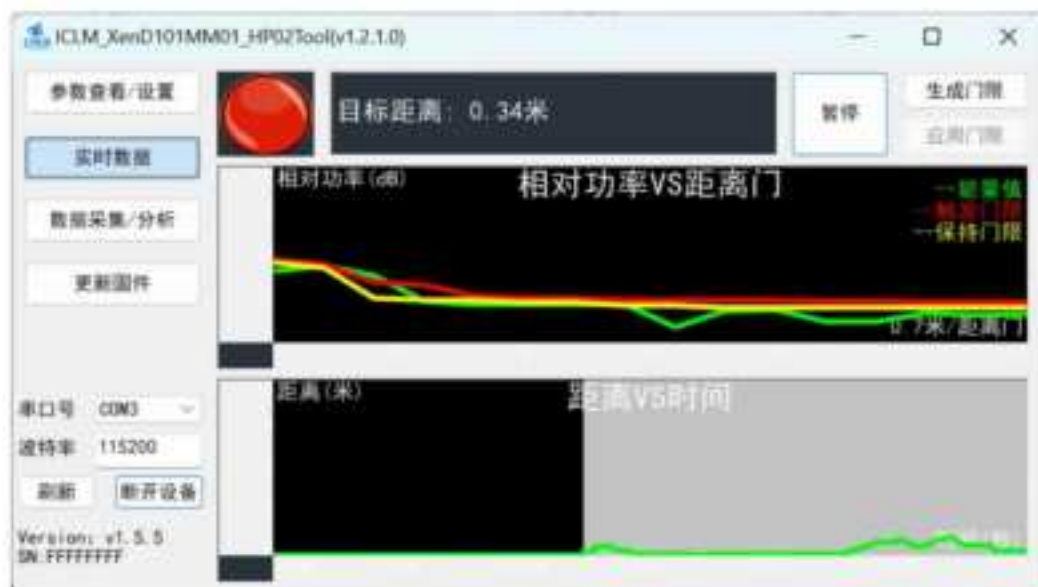 ICLM_XenD101MM01_HP02Tool(v1.2.1.0)
参数查看/设置
目标距离: 0.34米
暂停
生成门限
应用门限
实时数据
数据采集/分析
更新固件
相对功率(dB)
相对功率VS距离门
--能量值
--触发门限
--保持门限
0.7米/距离门
距离(米)
距离VS时间
串口号 COM3
波特率 115200
刷新
断开设备
Version: v1.5.5
SN:FFFFFFFF